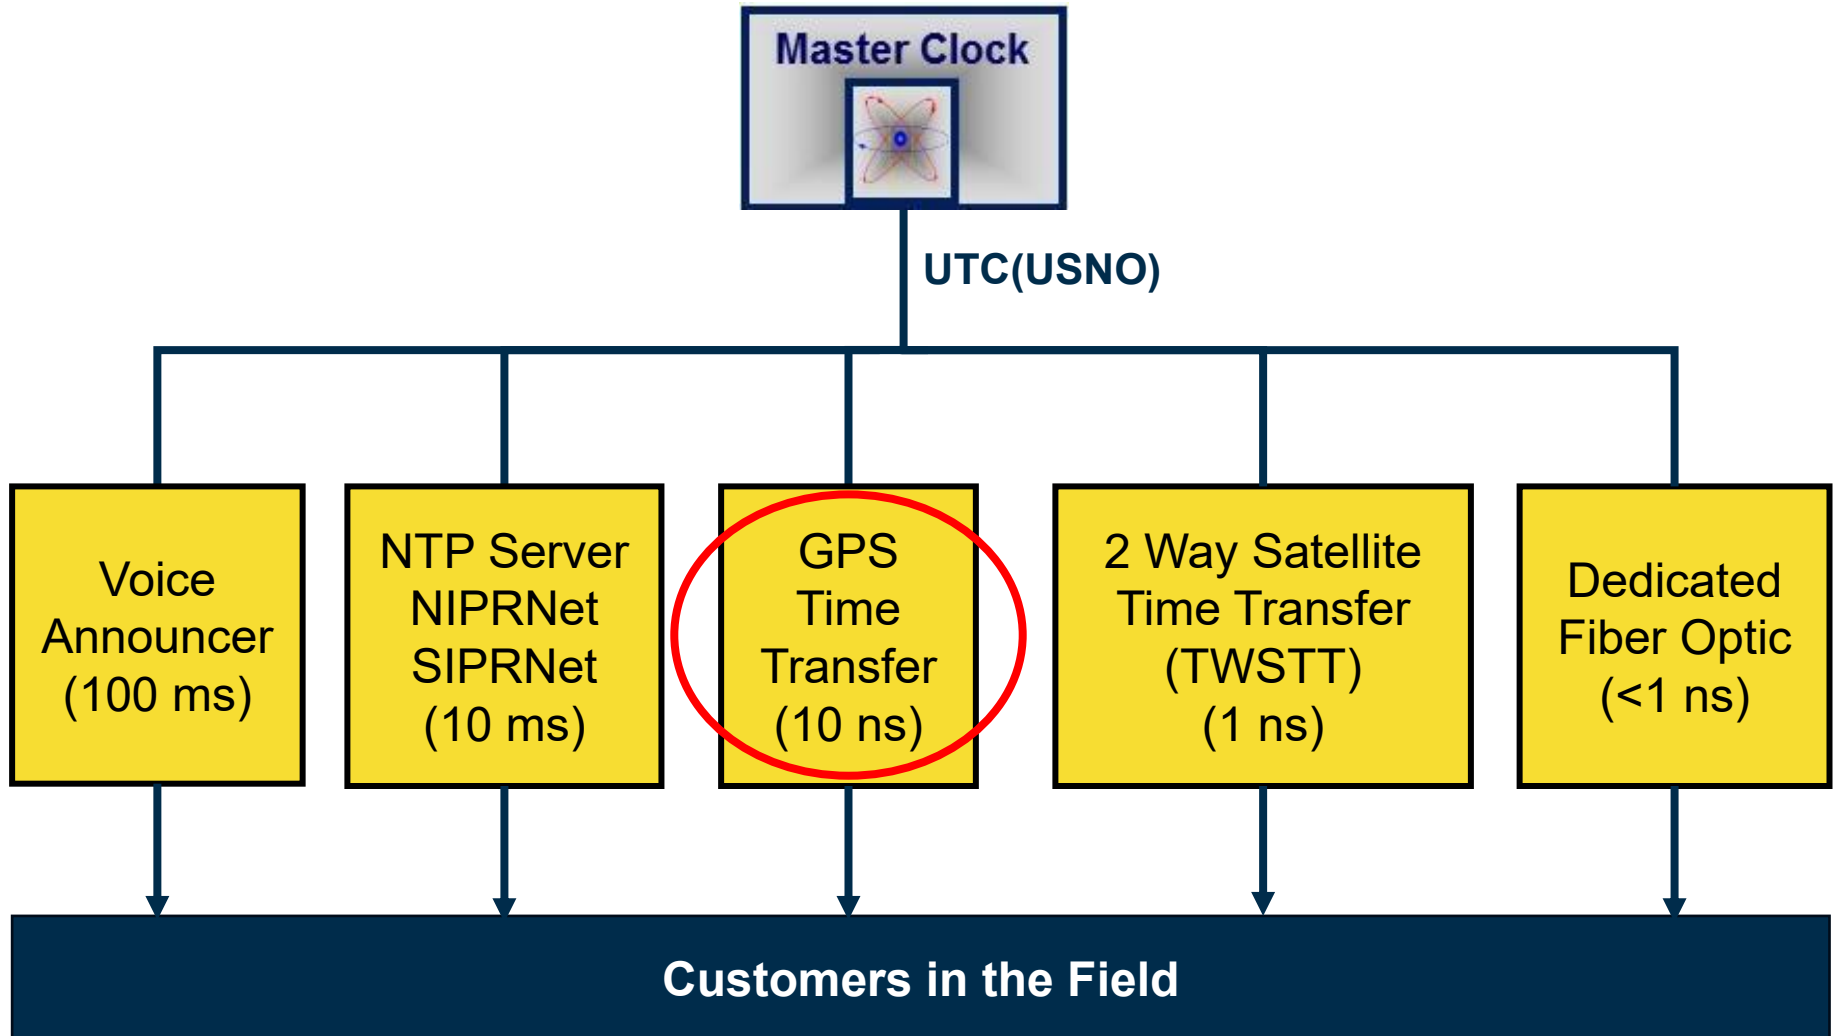 Master Clock
UTC(USNO)
Voice
Announcer
(100 ms)
NTP Server
NIPRNet
SIPRNet
(10 ms)
GPS
Time
Transfer
(10 ns)
2 Way Satellite
Time Transfer
(TWSTT)
(1 ns)
Dedicated
Fiber Optic
(<1 ns)
Customers in the Field